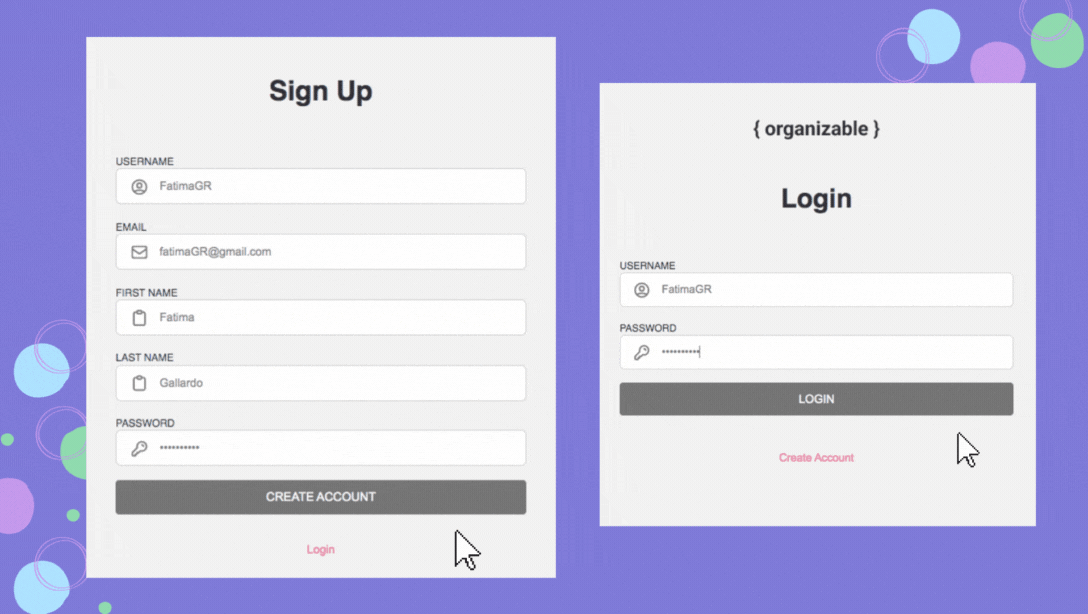 Sign Up
USERNAME
FatimaGR
EMAIL
fatimaGR@gmail.com
FIRST NAME
Fatima
LAST NAME
Gallardo
PASSWORD
••••••••••
CREATE ACCOUNT
Login
{ organizable }
Login
USERNAME
FatimaGR
PASSWORD
••••••••••
LOGIN
Create Account